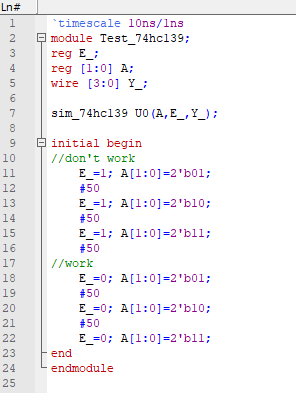 Ln#
1 `timescale 10ns/1ns
2 module Test_74hc139;
3 reg E_;
4 reg [1:0] A;
5 wire [3:0] Y_;
6
7 sim_74hc139 U0(A,E_,Y_);
8
9 initial begin
10 //don't work
11 E_=1; A[1:0]=2'b01;
12 #50
13 E_=1; A[1:0]=2'b10;
14 #50
15 E_=1; A[1:0]=2'b11;
16 #50
17 //work
18 E_=0; A[1:0]=2'b01;
19 #50
20 E_=0; A[1:0]=2'b10;
21 #50
22 E_=0; A[1:0]=2'b11;
23 end
24 endmodule
25